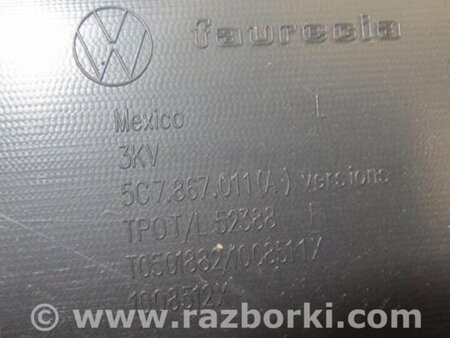 faurecia
Mexico L
3KV
5C7.867.011(A-) versions
TPOT/L 52388
T0501882/1008511X
1008512X
© www.razborki.com